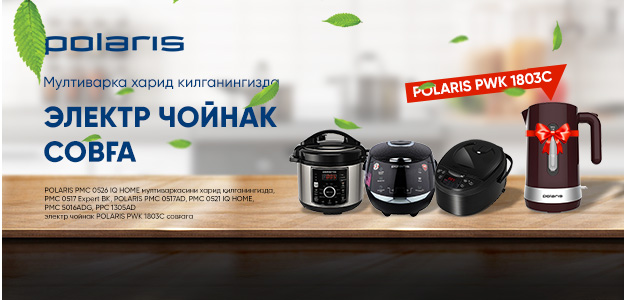 polaris
Мултиварка харид килганингизда
ЭЛЕКТР ЧОЙНАК
СОВҒА
POLARIS PMC 0526 IQ HOME мултиваркасини харид қилганингизда,
PMC 0517 Expert BK, POLARIS PMC 0517AD, PMC 0521 IQ HOME,
PMC 5016ADG, PPC 1305AD
электр чойнак POLARIS PWK 1803C совғага
POLARIS PWK 1803C
polaris